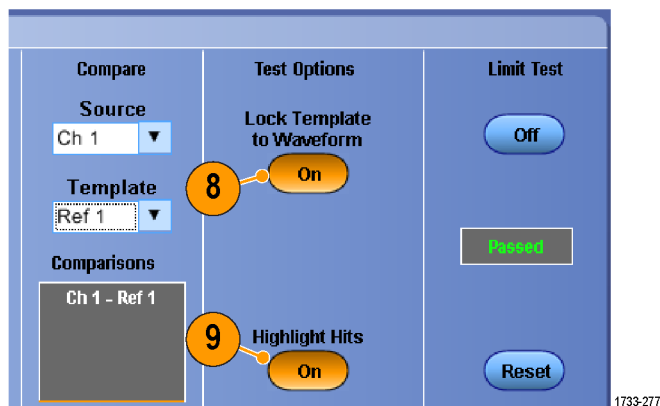 Compare
Source
Ch 1
Template
Ref 1
Comparisons
Ch 1 - Ref 1
Test Options
Lock Template
to Waveform
8
On
9
Highlight Hits
On
Limit Test
Off
Passed
Reset
1733-277